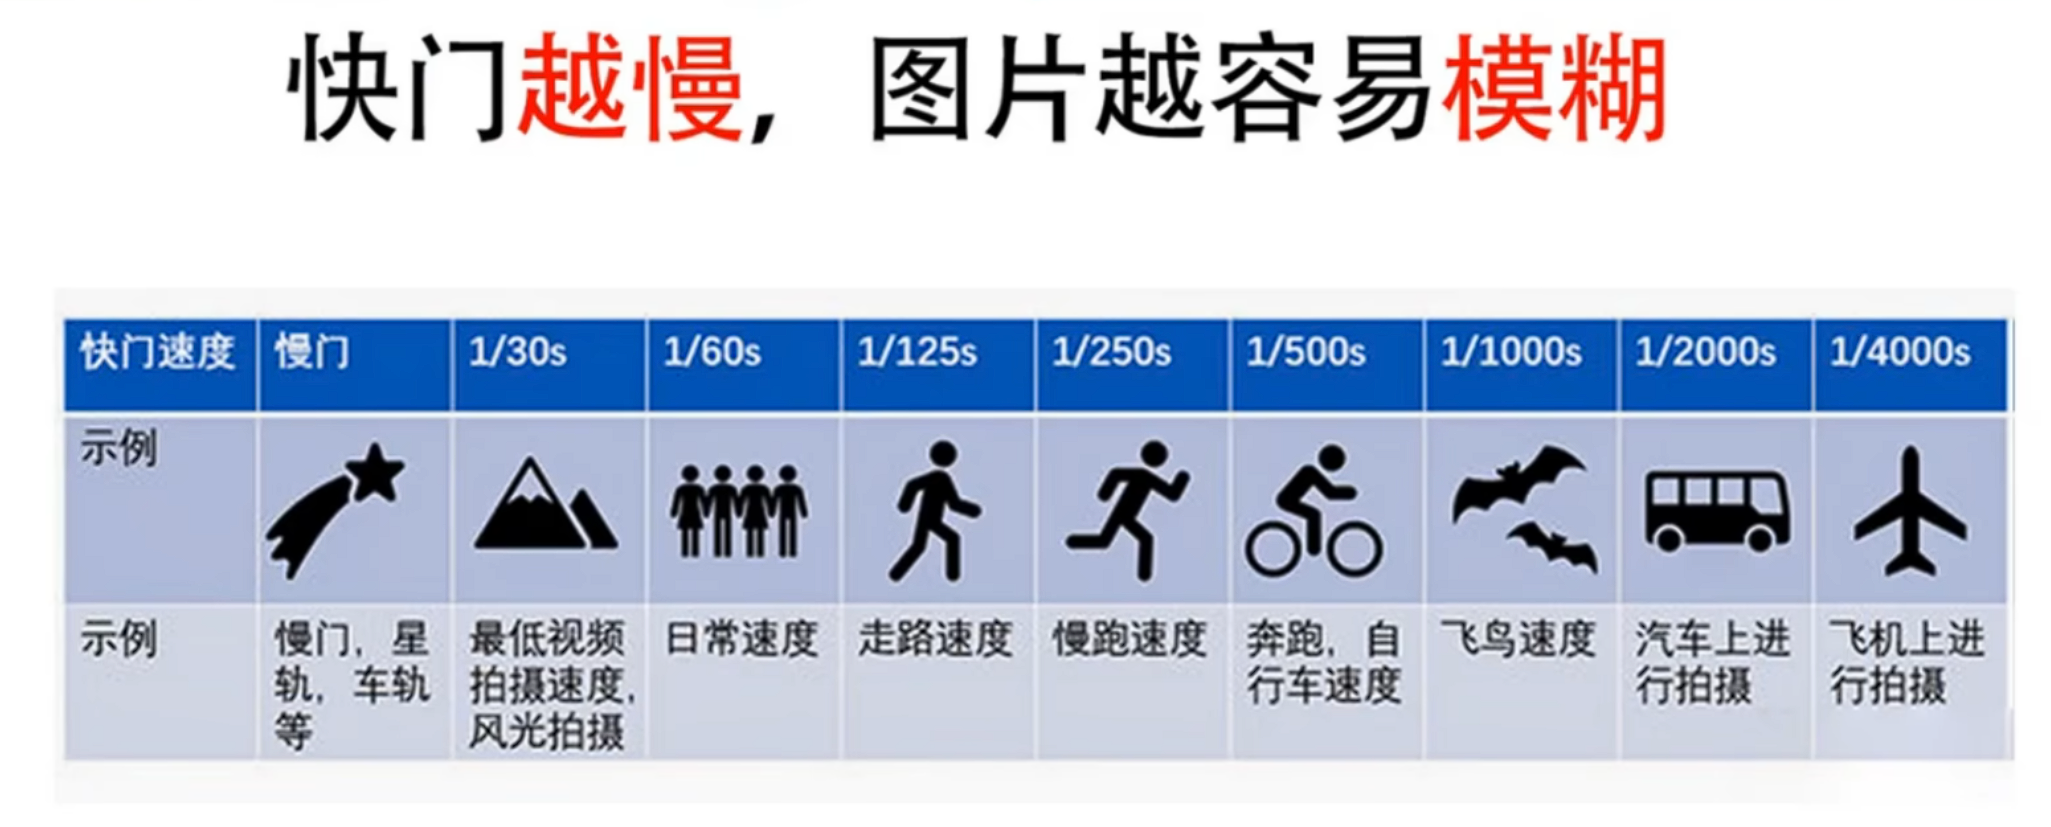 快门越慢，图片越容易模糊
快门速度 慢门 1/30s 1/60s 1/125s 1/250s 1/500s 1/1000s 1/2000s 1/4000s
示例
示例 慢门，星轨，车轨等 最低视频拍摄速度，风光拍摄 日常速度 走路速度 慢跑速度 奔跑，自行车速度 飞鸟速度 汽车上进行拍摄 飞机上进行拍摄